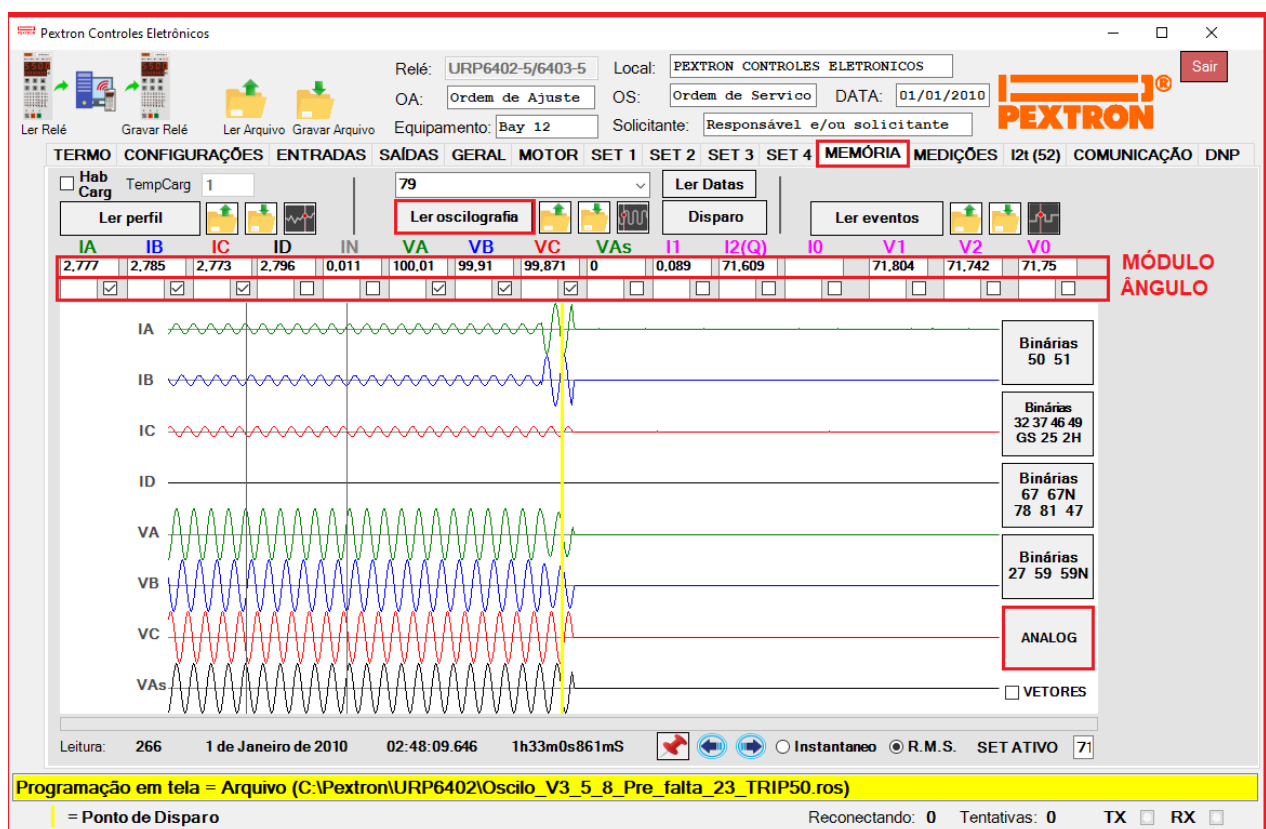 Pextron Controles Eletrônicos
Relé: URP6402-5/6403-5 Local: PEXTRON CONTROLES ELETRONICOS Sair
OA: Ordem de Ajuste OS: Ordem de Servico DATA: 01/01/2010
Ler Relé Gravar Relé Ler Arquivo Gravar Arquivo Equipamento: Bay 12 Solicitante: Responsável e/ou solicitante PEXTRON ®
TERMO CONFIGURAÇÕES ENTRADAS SAÍDAS GERAL MOTOR SET 1 SET 2 SET 3 SET 4 MEMÓRIA MEDIÇÕES I2t (52) COMUNICAÇÃO DNP
Hab Carg TempCarg 1 79 Ler Datas
Ler perfil Ler oscilografia Disparo Ler eventos
IA IB IC ID IN VA VB VC VAs I1 I2(Q) I0 V1 V2 V0
2,777 2,785 2,773 2,796 0,011 100,01 99,91 99,871 0 0,089 71,609 71,804 71,742 71,75 MÓDULO
ÂNGULO
IA
Binárias
50 51
IB
IC
Binárias
32 37 46 49
GS 25 2H
ID
Binárias
67 67N
78 81 47
VA
VB
Binárias
27 59 59N
VC
ANALOG
VAs
VETORES
Leitura: 266 1 de Janeiro de 2010 02:48:09.646 1h33m0s861mS Instantaneo R.M.S. SET ATIVO 71
Programação em tela = Arquivo (C:\Pextron\URP6402\Oscilo_V3_5_8_Pre_falta_23_TRIP50.ros)
= Ponto de Disparo Reconectando: 0 Tentativas: 0 TX RX